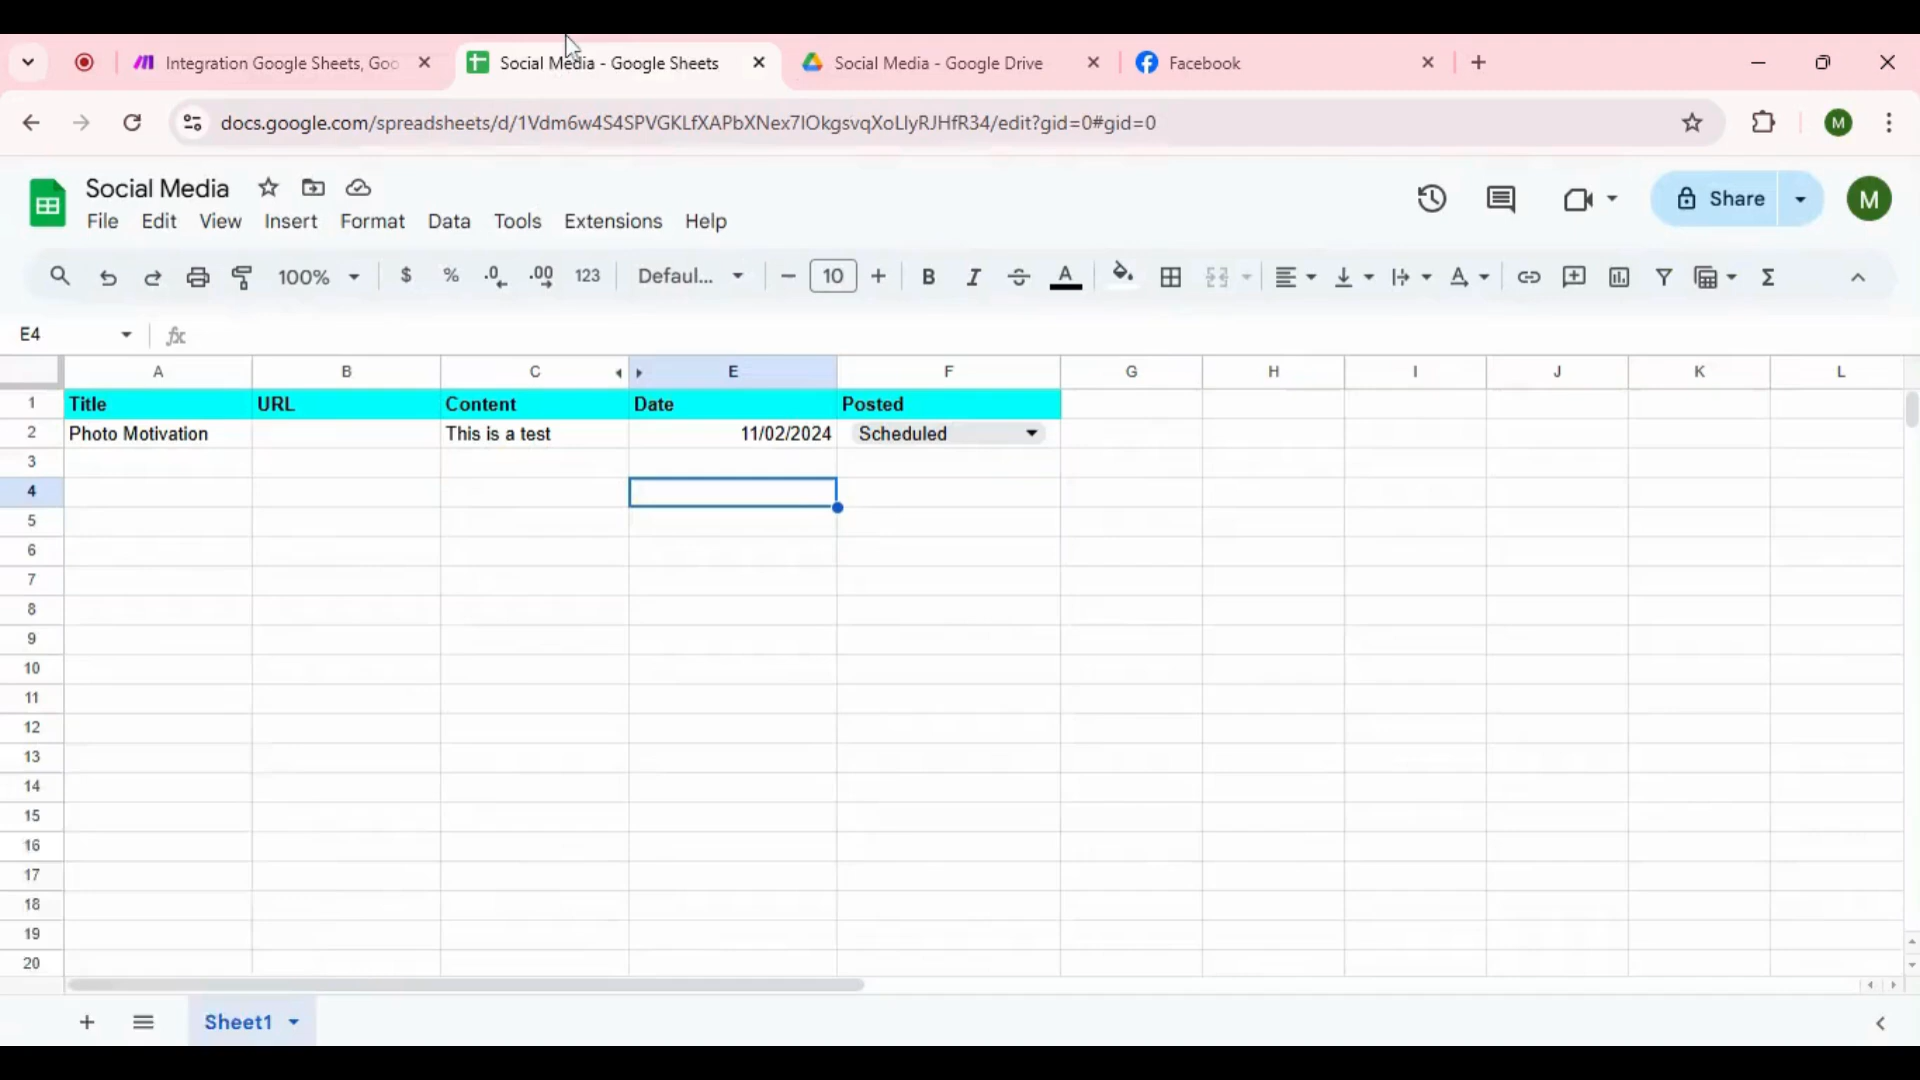 Integration Google Sheets, Goo
Social Media - Google Sheets
Social Media - Google Drive
Facebook
docs.google.com/spreadsheets/d/1Vdm6w4S4SPVGKLfXAPbXNex7lOkgsvqXoLlyRJHfR34/edit?gid=0#gid=0
M
Social Media
File Edit View Insert Format Data Tools Extensions Help
Share
M
100% $ % .0 .00 123 Defaul... 10 B I S A
E4 fx
A B C E F G H I J K L
1 Title URL Content Date Posted
2 Photo Motivation This is a test 11/02/2024 Scheduled
3
4
5
6
7
8
9
10
11
12
13
14
15
16
17
18
19
20
Sheet1